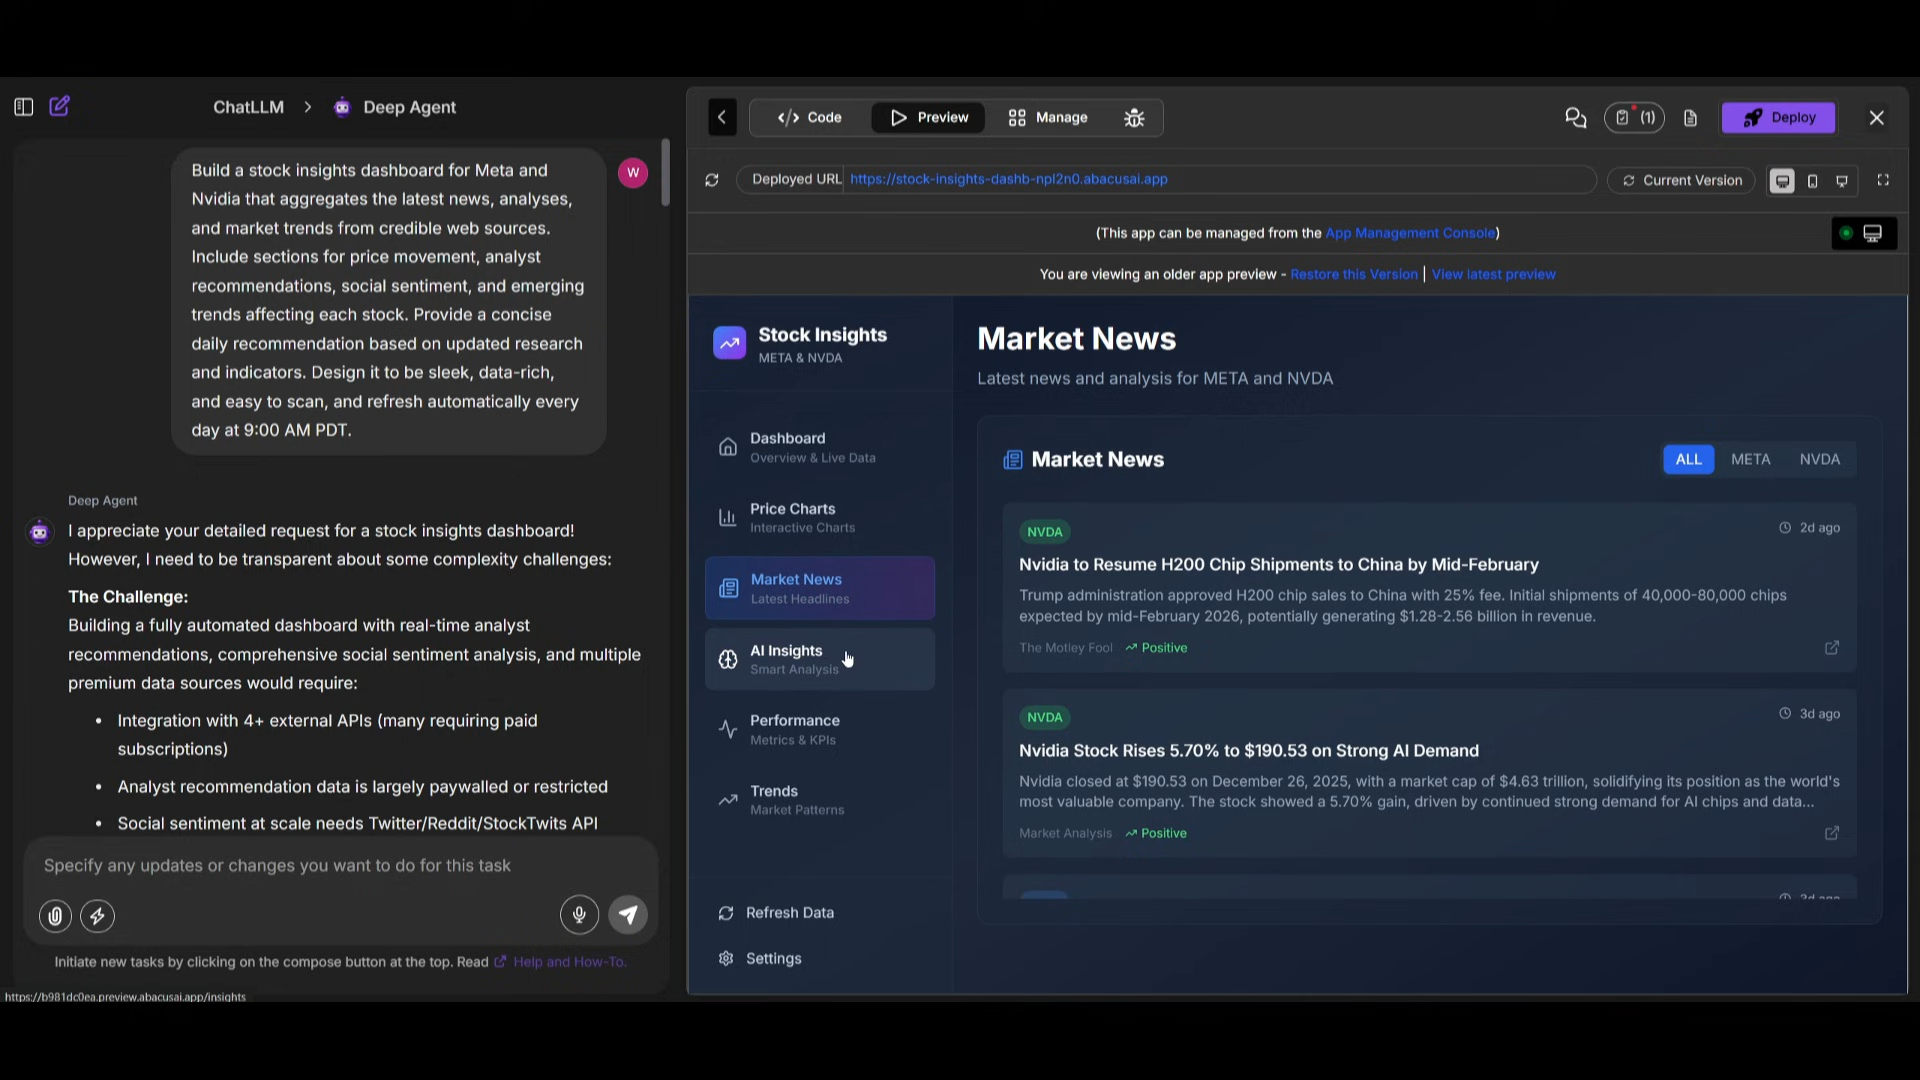 ChatLLM > Deep Agent
Build a stock insights dashboard for Meta and
Nvidia that aggregates the latest news, analyses,
and market trends from credible web sources.
Include sections for price movement, analyst
recommendations, social sentiment, and emerging
trends affecting each stock. Provide a concise
daily recommendation based on updated research
and indicators. Design it to be sleek, data-rich,
and easy to scan, and refresh automatically every
day at 9:00 AM PDT.
W
Deep Agent
I appreciate your detailed request for a stock insights dashboard!
However, I need to be transparent about some complexity challenges:
The Challenge:
Building a fully automated dashboard with real-time analyst
recommendations, comprehensive social sentiment analysis, and multiple
premium data sources would require:
• Integration with 4+ external APIs (many requiring paid
subscriptions)
• Analyst recommendation data is largely paywalled or restricted
• Social sentiment at scale needs Twitter/Reddit/StockTwits API
Specify any updates or changes you want to do for this task
Initiate new tasks by clicking on the compose button at the top. Read Help and How-To.
https://b981dc0ea.preview.abacusai.app/insights
</> Code
Preview
Manage
(1)
Deploy
Deployed URL https://stock-insights-dashb-npl2n0.abacusai.app
Current Version
(This app can be managed from the App Management Console)
You are viewing an older app preview - Restore this Version | View latest preview
Stock Insights
META & NVDA
Dashboard
Overview & Live Data
Price Charts
Interactive Charts
Market News
Latest Headlines
AI Insights
Smart Analysis
Performance
Metrics & KPIs
Trends
Market Patterns
Refresh Data
Settings
Market News
Latest news and analysis for META and NVDA
Market News
ALL META NVDA
NVDA 2d ago
Nvidia to Resume H200 Chip Shipments to China by Mid-February
Trump administration approved H200 chip sales to China with 25% fee. Initial shipments of 40,000-80,000 chips
expected by mid-February 2026, potentially generating $1.28-2.56 billion in revenue.
The Motley Fool Positive
NVDA 3d ago
Nvidia Stock Rises 5.70% to $190.53 on Strong AI Demand
Nvidia closed at $190.53 on December 26, 2025, with a market cap of $4.63 trillion, solidifying its position as the world's
most valuable company. The stock showed a 5.70% gain, driven by continued strong demand for AI chips and data...
Market Analysis Positive